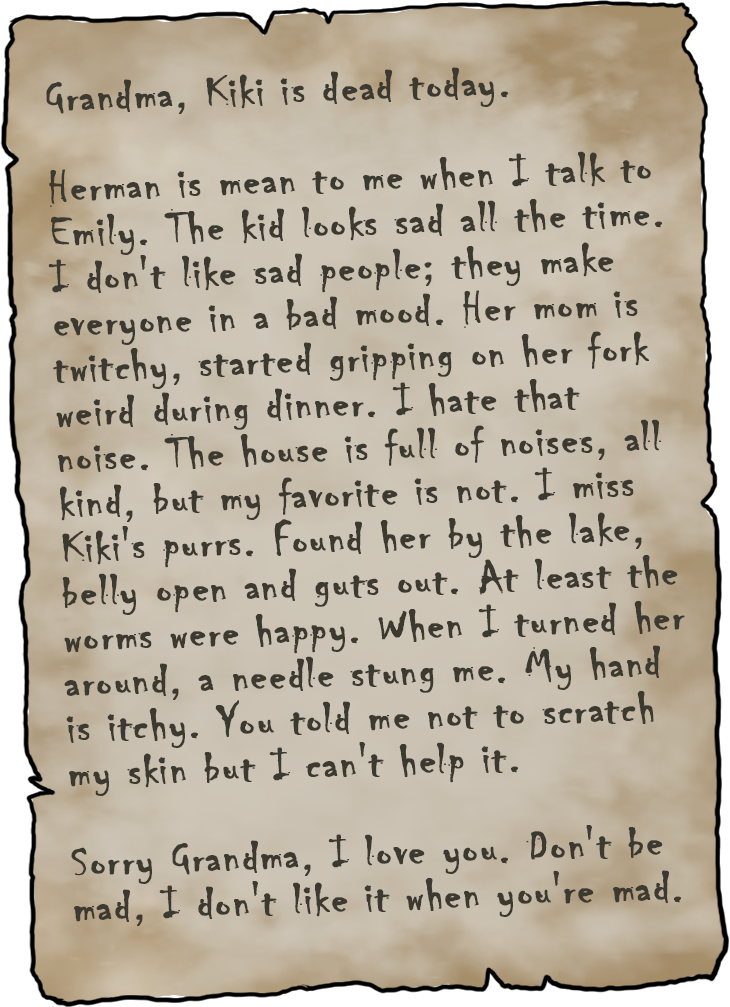 Grandma, Kiki is dead today.
Herman is mean to me when I talk to
Emily. The kid looks sad all the time.
I don't like sad people; they make
everyone in a bad mood. Her mom is
twitchy, started gripping on her fork
weird during dinner. I hate that
noise. The house is full of noises, all
kind, but my favorite is not. I miss
Kiki's purrs. Found her by the lake,
belly open and guts out. At least the
worms were happy. When I turned her
around, a needle stung me. My hand
is itchy. You told me not to scratch
my skin but I can't help it.
Sorry Grandma, I love you. Don't be
mad, I don't like it when you're mad.